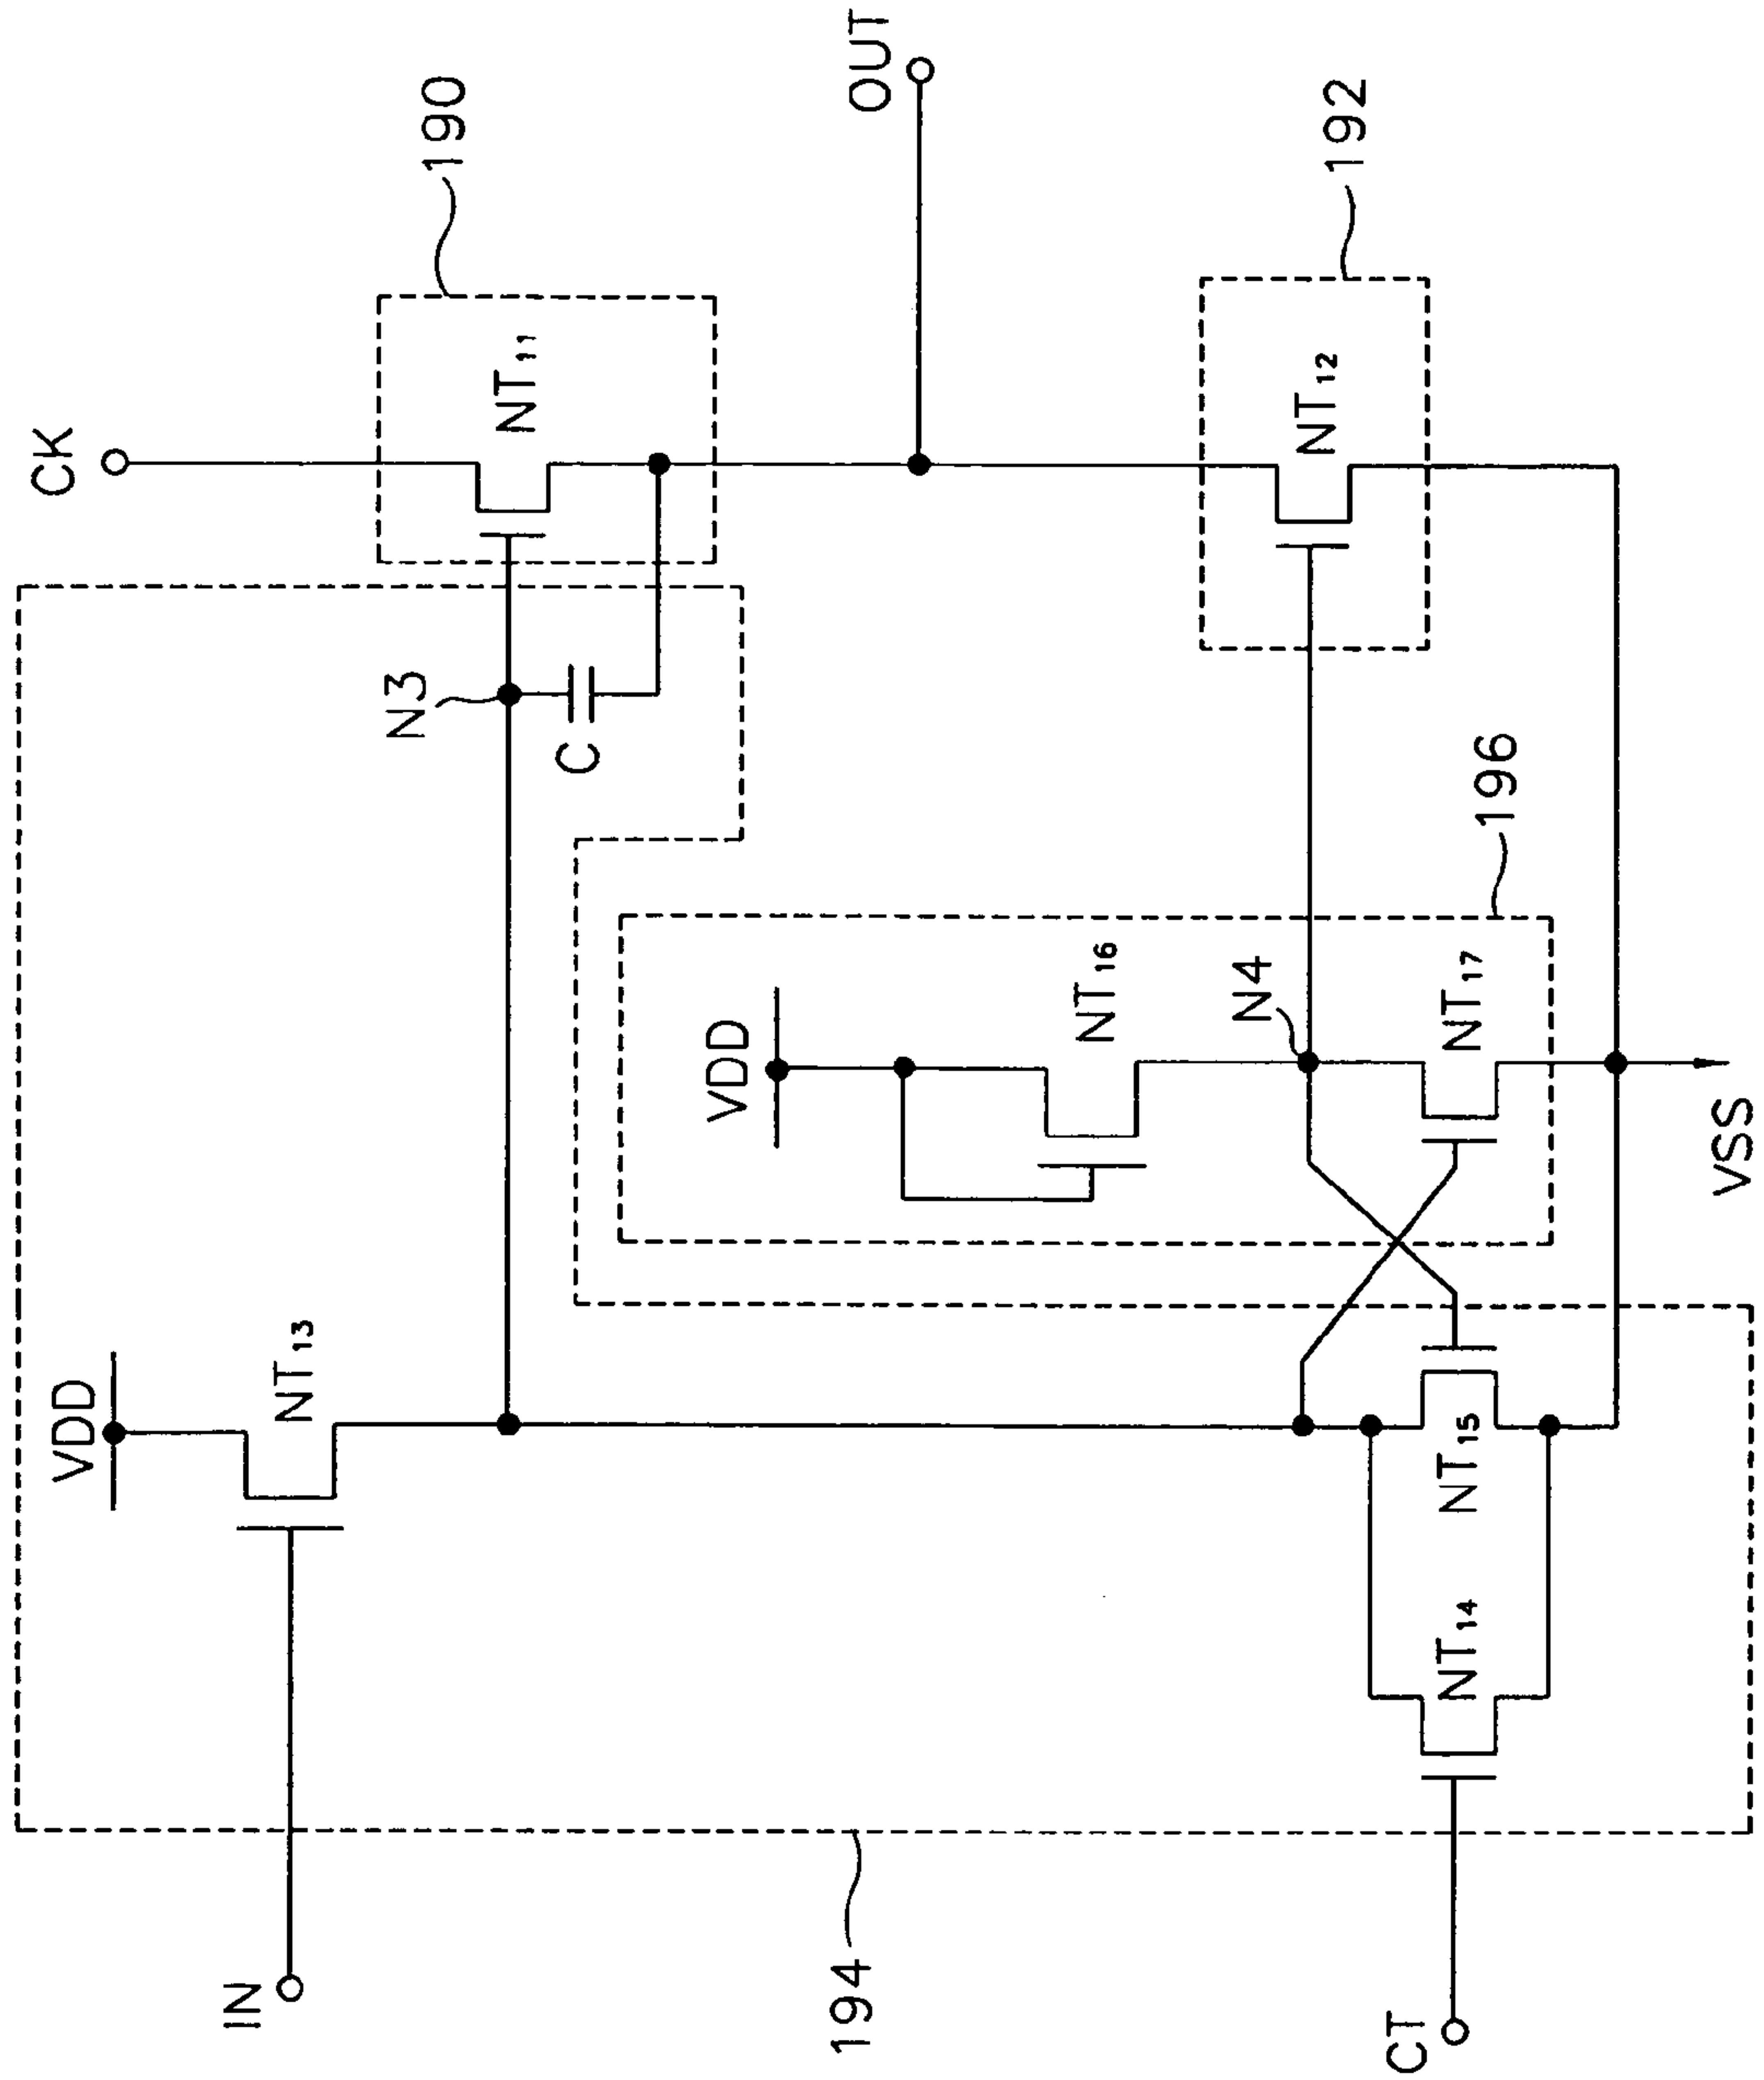 CK
190
OUT
NT11
N3
C
192
NT12
VDD
NT13
VDD
NT16
N4
196
NT17
VSS
NT15
NT14
IN
194
CT